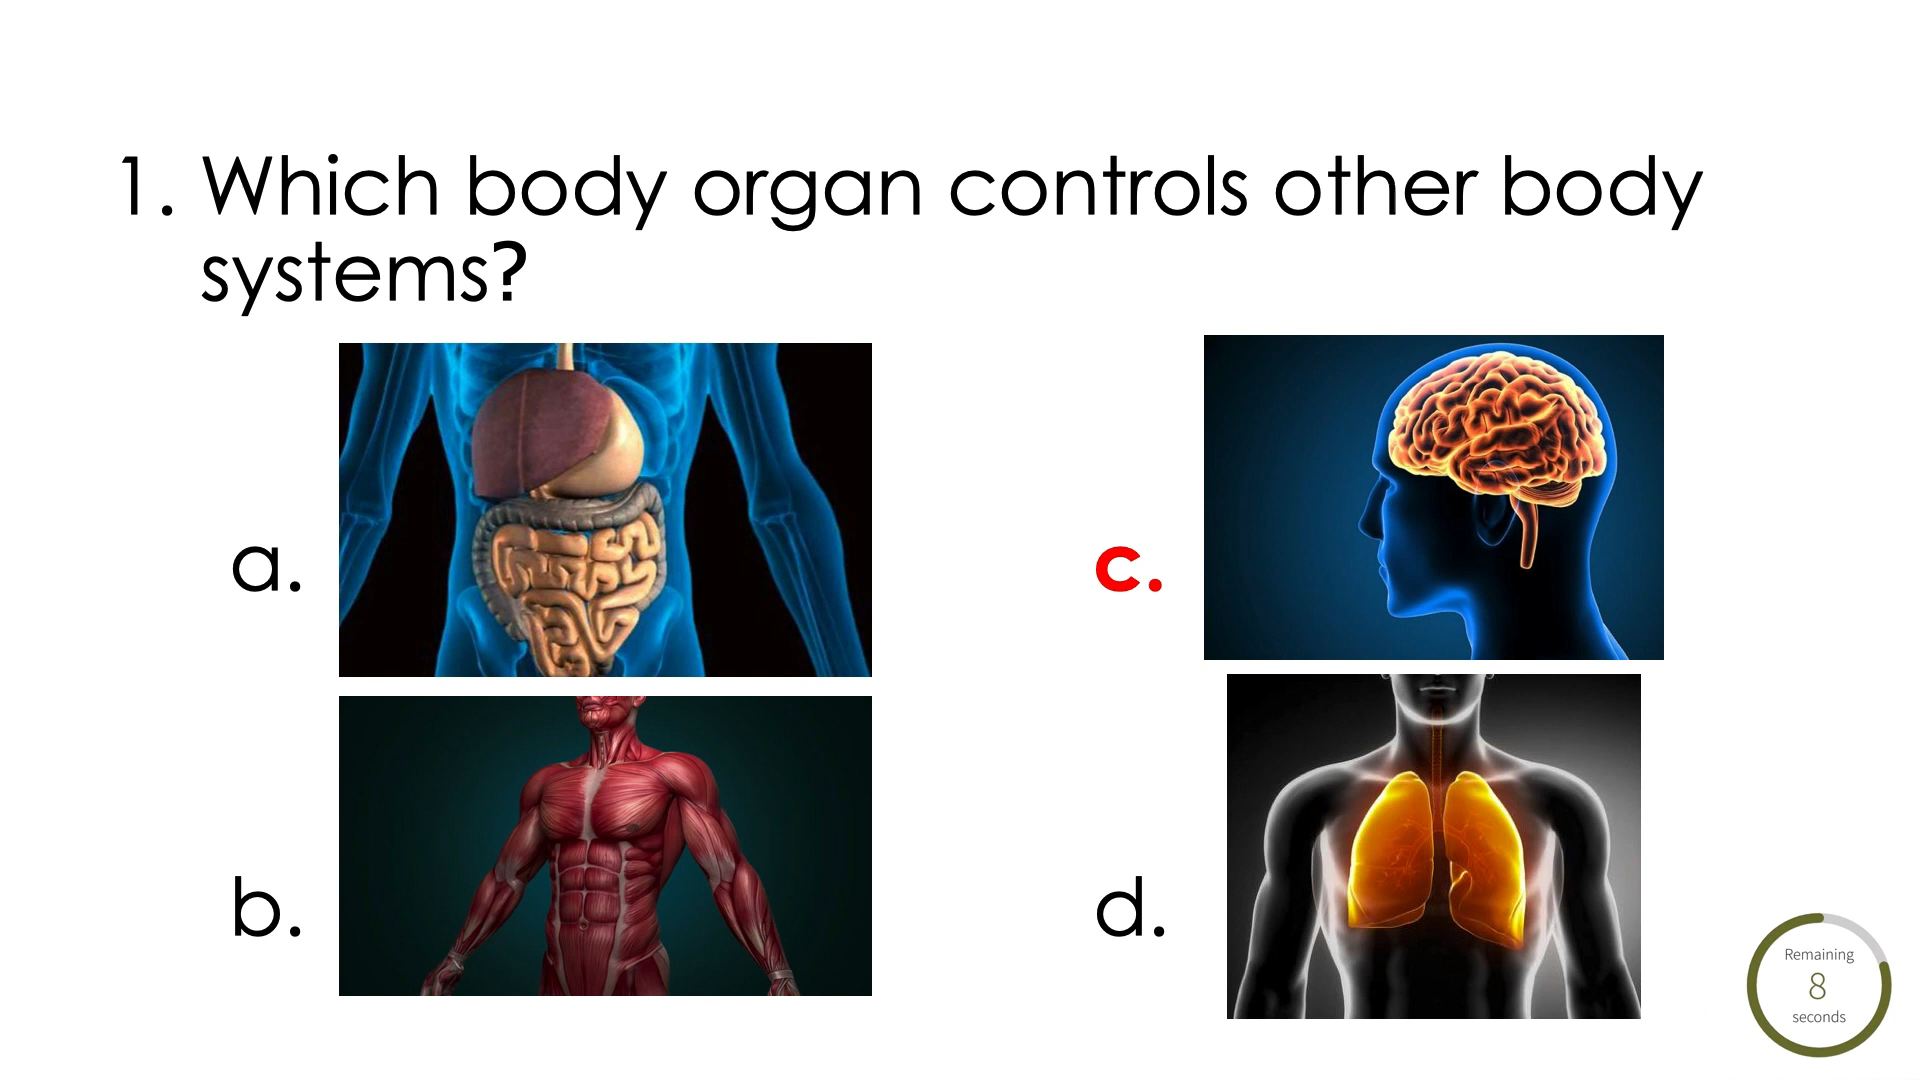 1. Which body organ controls other body
systems?
a.
c.
b.
d.
Remaining
8
seconds